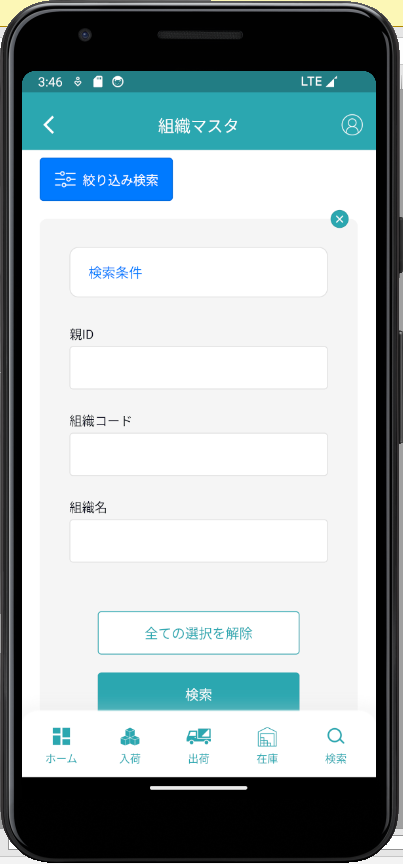 3:46 LTE
組織マスタ
絞り込み検索
検索条件
親ID
組織コード
組織名
全ての選択を解除
検索
ホーム 入荷 出荷 在庫 検索